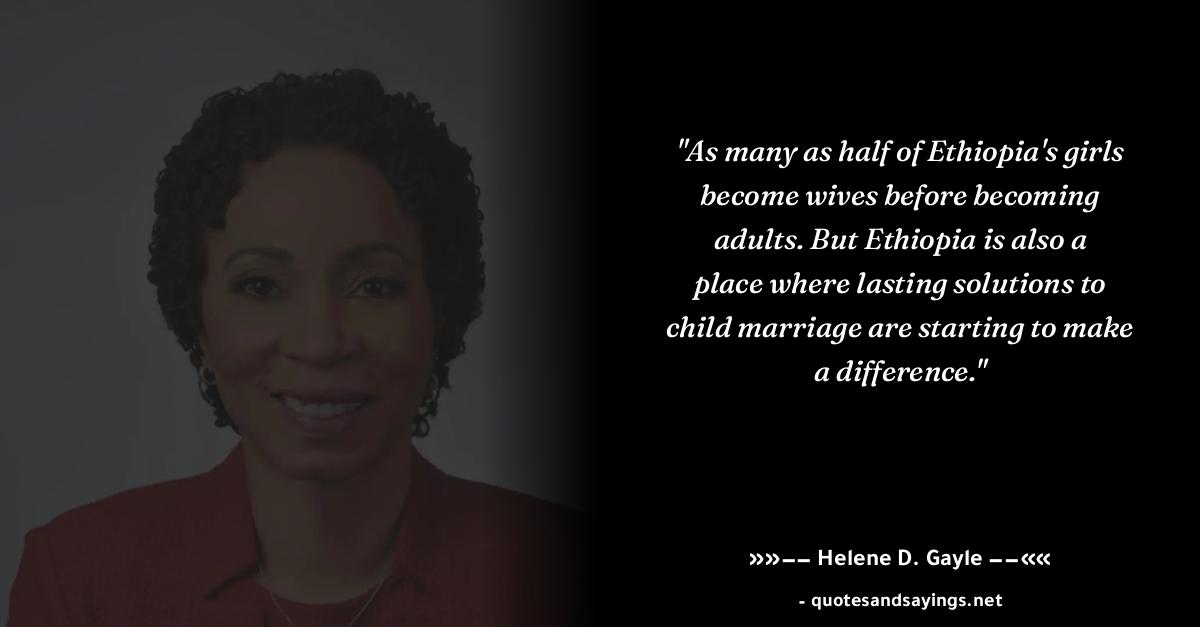 "As many as half of Ethiopia's girls
become wives before becoming
adults. But Ethiopia is also a
place where lasting solutions to
child marriage are starting to make
a difference."
»»−− Helene D. Gayle −−««
- quotesandsayings.net